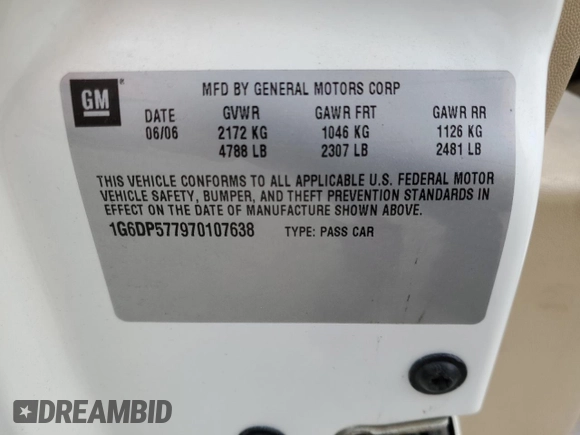 GM
MFD BY GENERAL MOTORS CORP
DATE GVWR GAWR FRT GAWR RR
06/06 2172 KG 1046 KG 1126 KG
4788 LB 2307 LB 2481 LB
THIS VEHICLE CONFORMS TO ALL APPLICABLE U.S. FEDERAL MOTOR
VEHICLE SAFETY, BUMPER, AND THEFT PREVENTION STANDARDS IN
EFFECT ON THE DATE OF MANUFACTURE SHOWN ABOVE.
1G6DP577970107638 TYPE: PASS CAR
DREAMBID